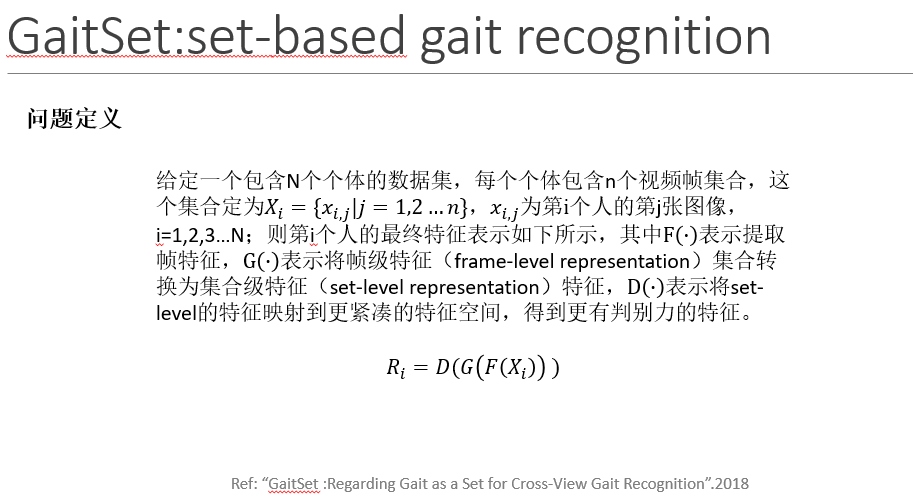 GaitSet:set-based gait recognition
问题定义
给定一个包含N个个体的数据集，每个个体包含n个视频帧集合，这
个集合定为𝑋ᵢ = {𝑥ᵢ,ⱼ|𝑗 = 1,2 … 𝑛}，𝑥ᵢ,ⱼ为第i个人的第j张图像，
i=1,2,3...N；则第i个人的最终特征表示如下所示，其中F(·)表示提取
帧特征，G(·)表示将帧级特征（frame-level representation）集合转
换为集合级特征（set-level representation）特征，D(·)表示将set-
level的特征映射到更紧凑的特征空间，得到更有判别力的特征。
𝑅ᵢ = 𝐷(𝐺(𝐹(𝑋ᵢ)))
Ref: “GaitSet :Regarding Gait as a Set for Cross-View Gait Recognition”.2018